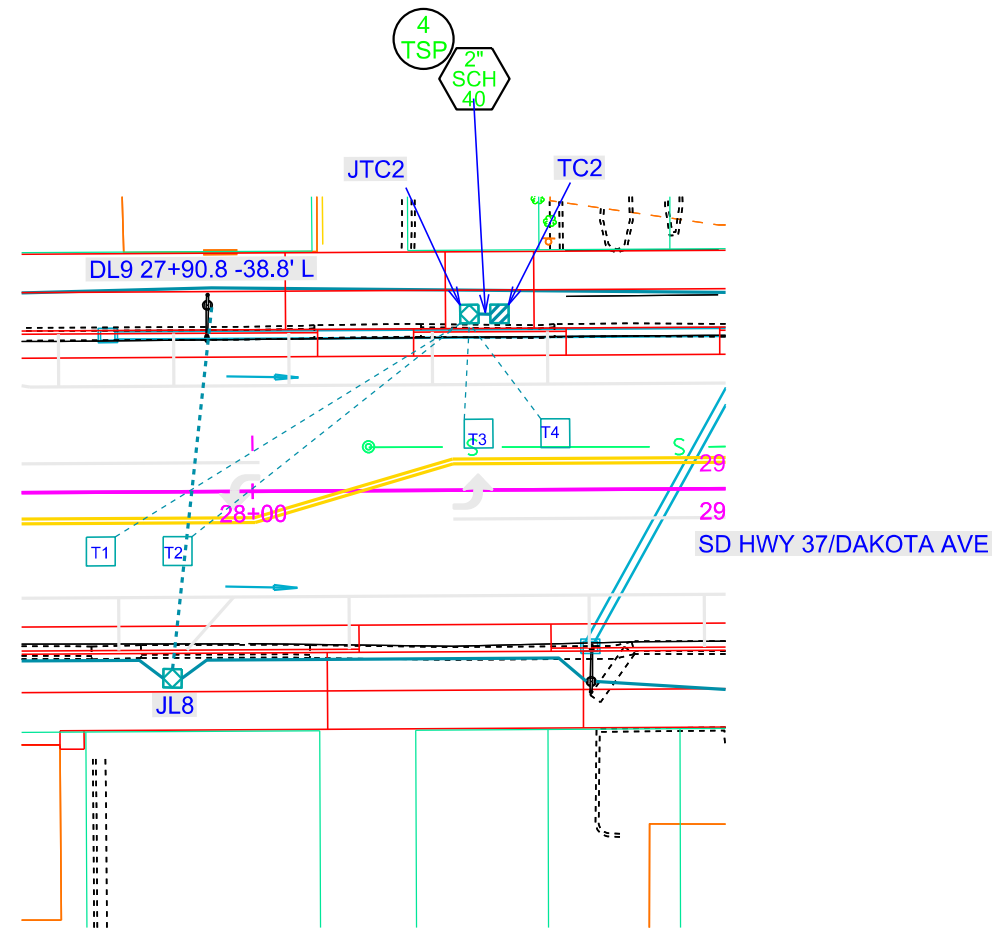 4
TSP
2"
SCH
40
JTC2
TC2
DL9 27+90.8 -38.8' L
T3
T4
S
S
29
28+00
29
T1
T2
SD HWY 37/DAKOTA AVE
JL8